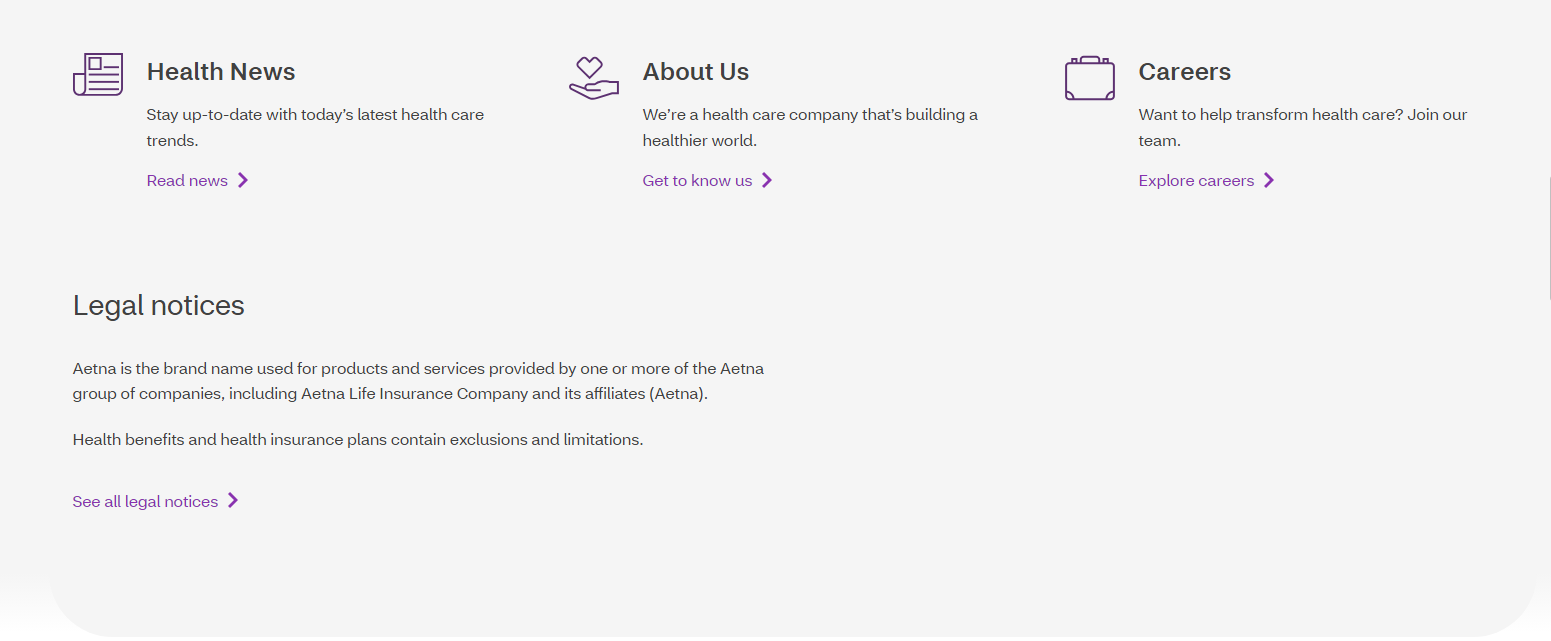 Health News
Stay up-to-date with today’s latest health care
trends.
Read news
About Us
We’re a health care company that’s building a
healthier world.
Get to know us
Careers
Want to help transform health care? Join our
team.
Explore careers
Legal notices
Aetna is the brand name used for products and services provided by one or more of the Aetna
group of companies, including Aetna Life Insurance Company and its affiliates (Aetna).
Health benefits and health insurance plans contain exclusions and limitations.
See all legal notices